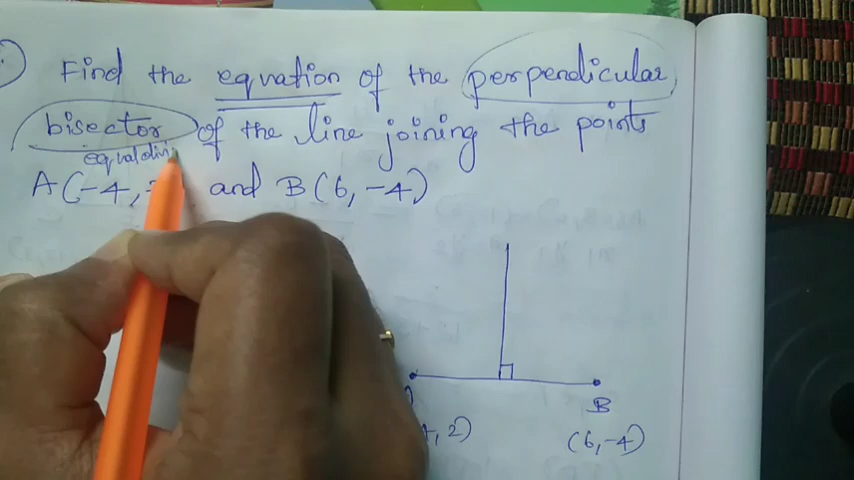 Find the equation of the perpendicular
bisector of the line joining the points
A(-4, and B(6, -4)
A B
, 2) (6, -4)